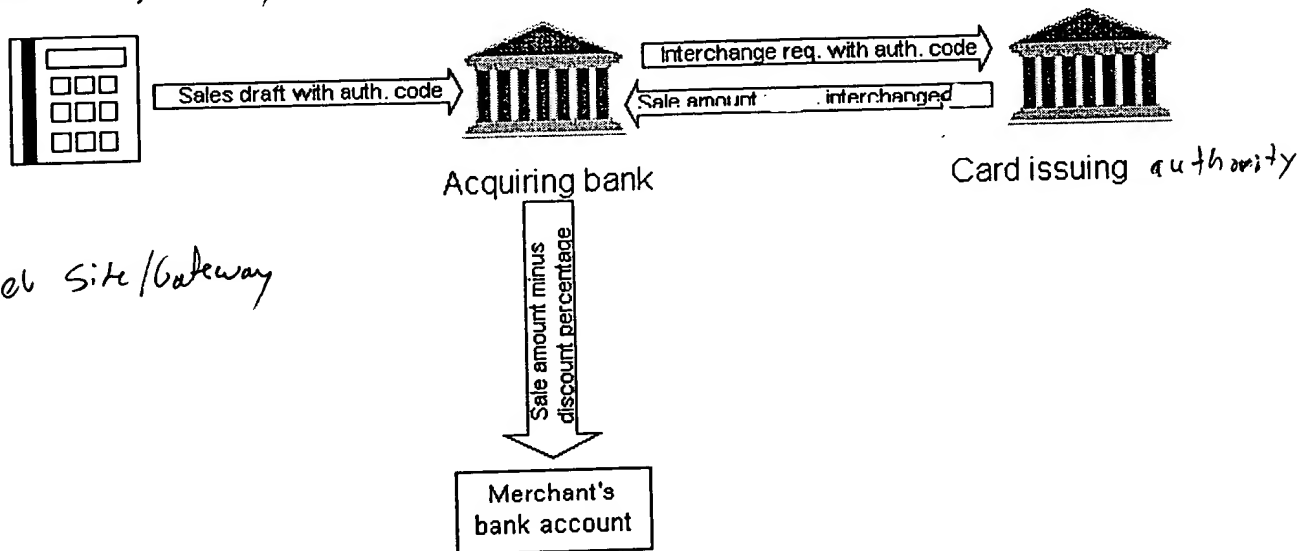 Sales draft with auth. code
Interchange req. with auth. code
Sale amount interchanged
Acquiring bank
Card issuing authority
Site/Gateway
Sale amount minus
discount percentage
Merchant's
bank account